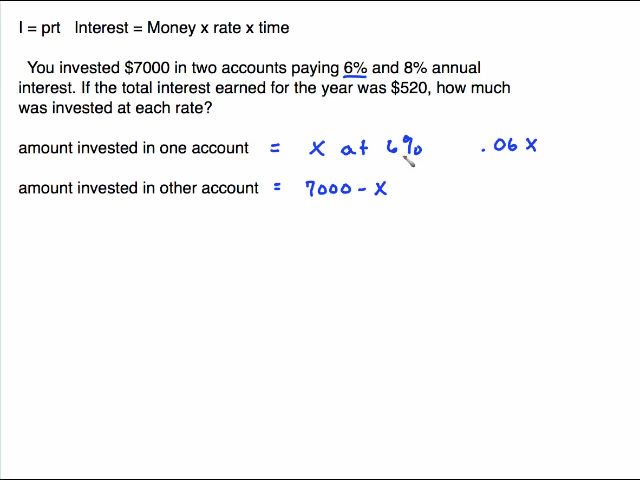 I = prt Interest = Money x rate x time
You invested $7000 in two accounts paying 6% and 8% annual
interest. If the total interest earned for the year was $520, how much
was invested at each rate?
amount invested in one account = x at 6% .06 x
amount invested in other account = 7000 - x